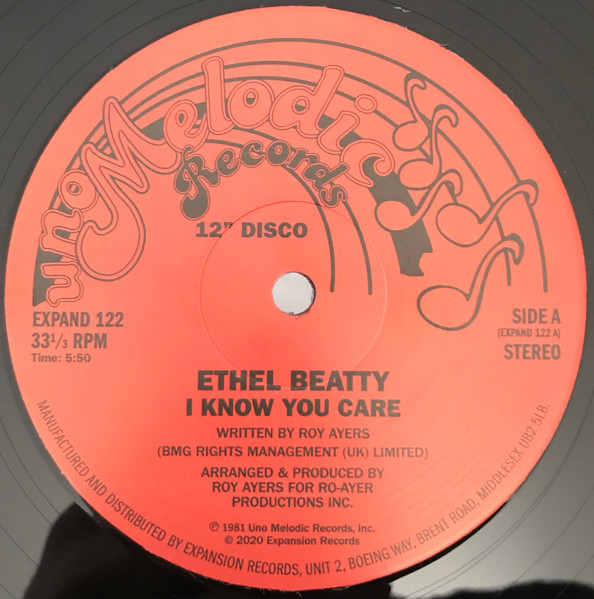 uno Melodic
Records
12” DISCO
EXPAND 122
33 1/3 RPM
Time: 5:50
SIDE A
(EXPAND 122 A)
STEREO
ETHEL BEATTY
I KNOW YOU CARE
WRITTEN BY ROY AYERS
(BMG RIGHTS MANAGEMENT (UK) LIMITED)
ARRANGED & PRODUCED BY
ROY AYERS FOR RO-AYER
PRODUCTIONS INC.
℗ 1981 Uno Melodic Records, Inc.
© 2020 Expansion Records
MANUFACTURED AND DISTRIBUTED BY EXPANSION RECORDS, UNIT 2, BOEING WAY, BRENT ROAD, MIDDLESEX UB2 5LB.